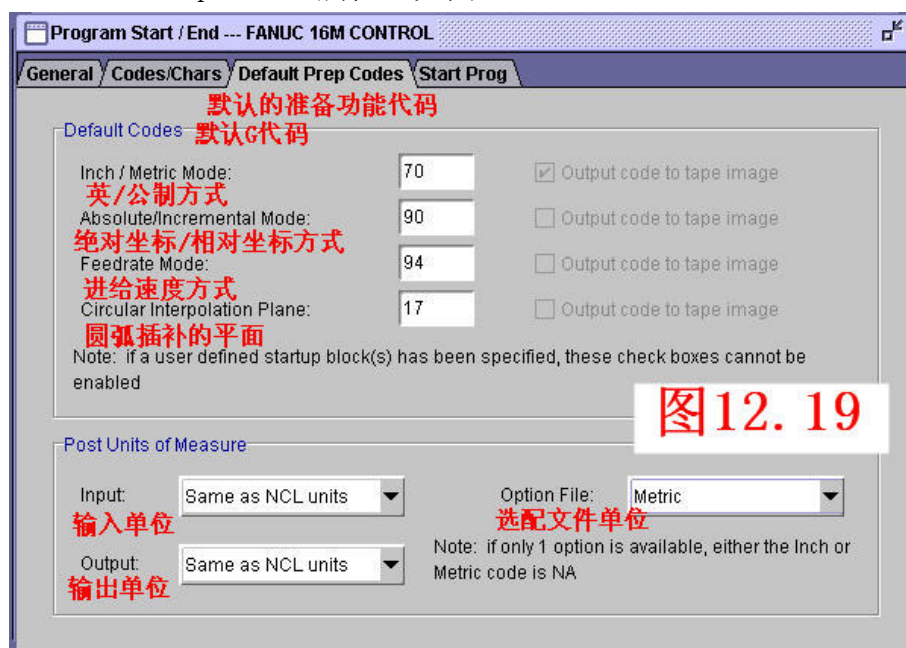 Program Start / End --- FANUC 16M CONTROL
General Codes/Chars Default Prep Codes Start Prog
默认的准备功能代码
Default Codes 默认G代码
Inch / Metric Mode: 70 Output code to tape image
英/公制方式
Absolute/Incremental Mode: 90 Output code to tape image
绝对坐标/相对坐标方式
Feedrate Mode: 94 Output code to tape image
进给速度方式
Circular Interpolation Plane: 17 Output code to tape image
圆弧插补的平面
Note: if a user defined startup block(s) has been specified, these check boxes cannot be
enabled
图12.19
Post Units of Measure
Input: Same as NCL units Option File: Metric
输入单位 选配文件单位
Note: if only 1 option is available, either the Inch or
Metric code is NA
Output: Same as NCL units
输出单位